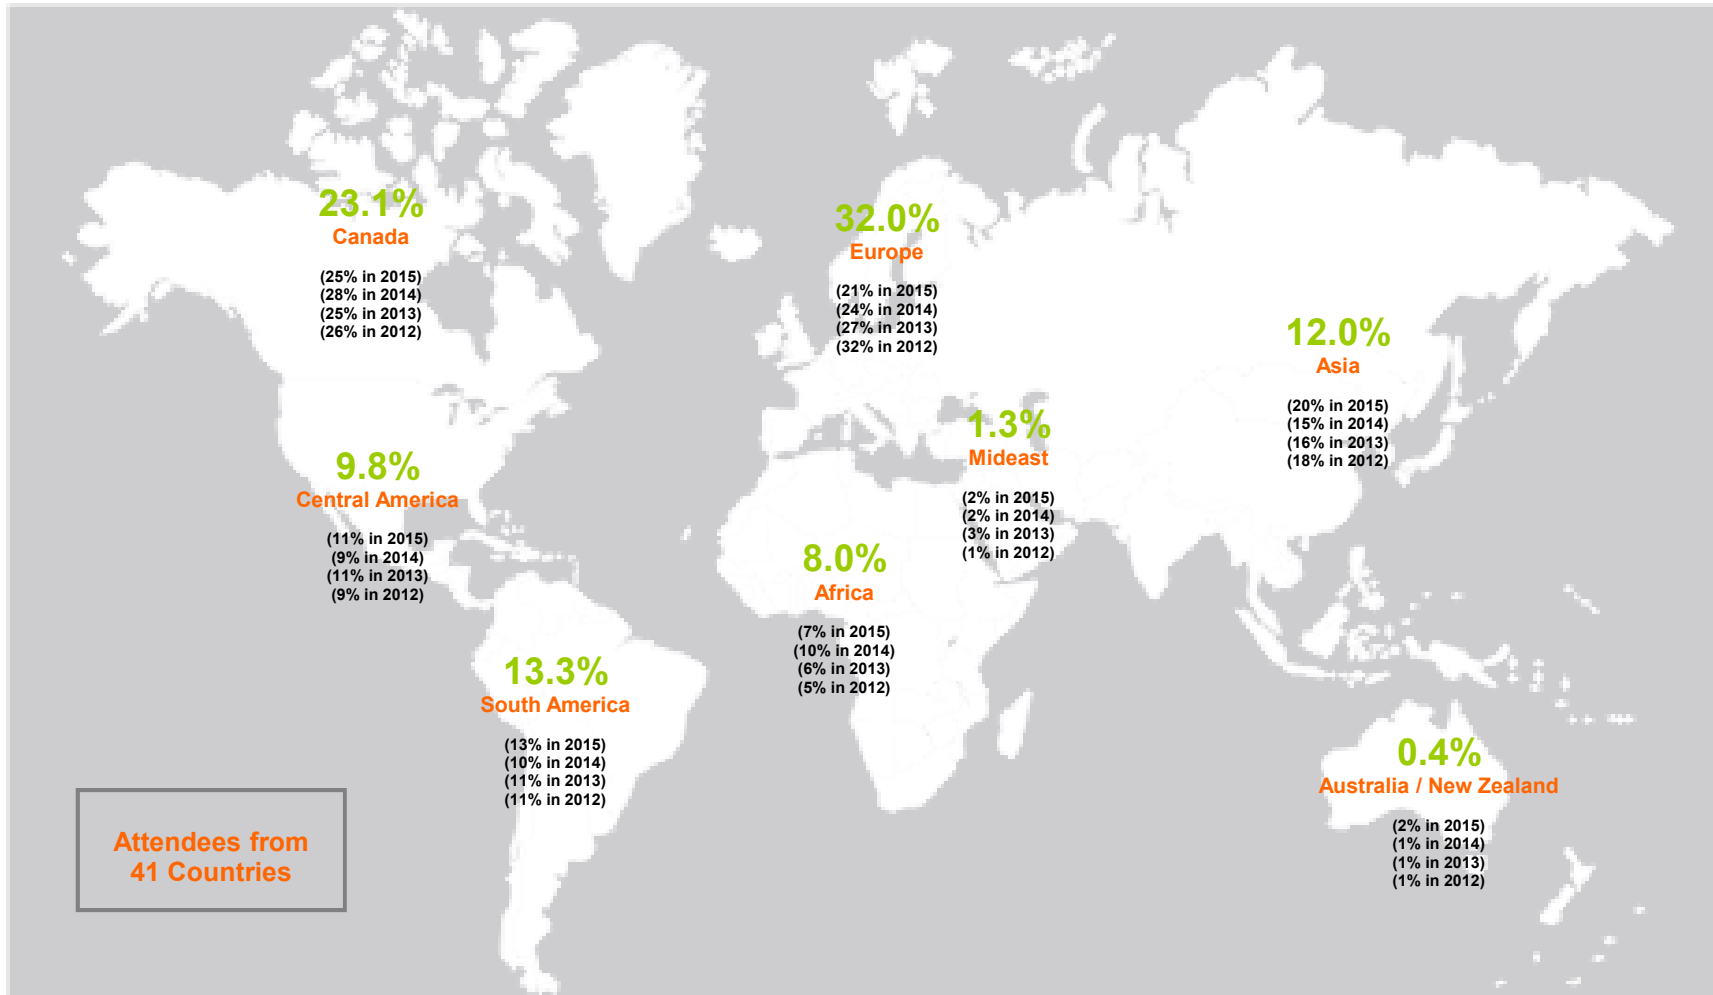 23.1%
Canada
(25% in 2015)
(28% in 2014)
(25% in 2013)
(26% in 2012)
32.0%
Europe
(21% in 2015)
(24% in 2014)
(27% in 2013)
(32% in 2012)
12.0%
Asia
(20% in 2015)
(15% in 2014)
(16% in 2013)
(18% in 2012)
1.3%
Mideast
(2% in 2015)
(2% in 2014)
(3% in 2013)
(1% in 2012)
9.8%
Central America
(11% in 2015)
(9% in 2014)
(11% in 2013)
(9% in 2012)
8.0%
Africa
(7% in 2015)
(10% in 2014)
(6% in 2013)
(5% in 2012)
13.3%
South America
(13% in 2015)
(10% in 2014)
(11% in 2013)
(11% in 2012)
0.4%
Australia / New Zealand
(2% in 2015)
(1% in 2014)
(1% in 2013)
(1% in 2012)
Attendees from
41 Countries